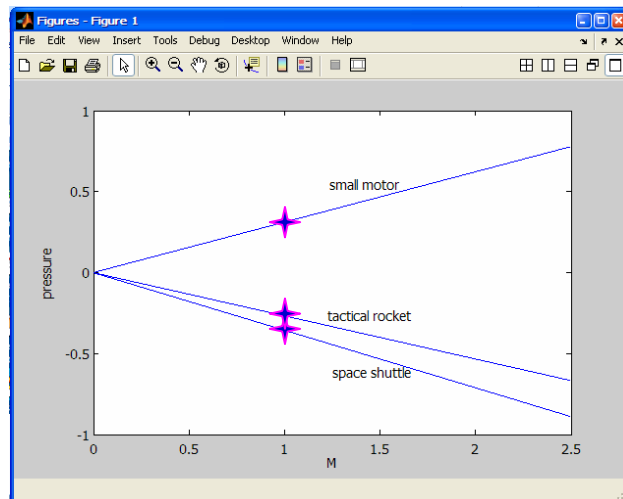 Figures - Figure 1
File Edit View Insert Tools Debug Desktop Window Help
1
small motor
0.5
pressure
0
tactical rocket
-0.5
space shuttle
-1
0 0.5 1 1.5 2 2.5
M